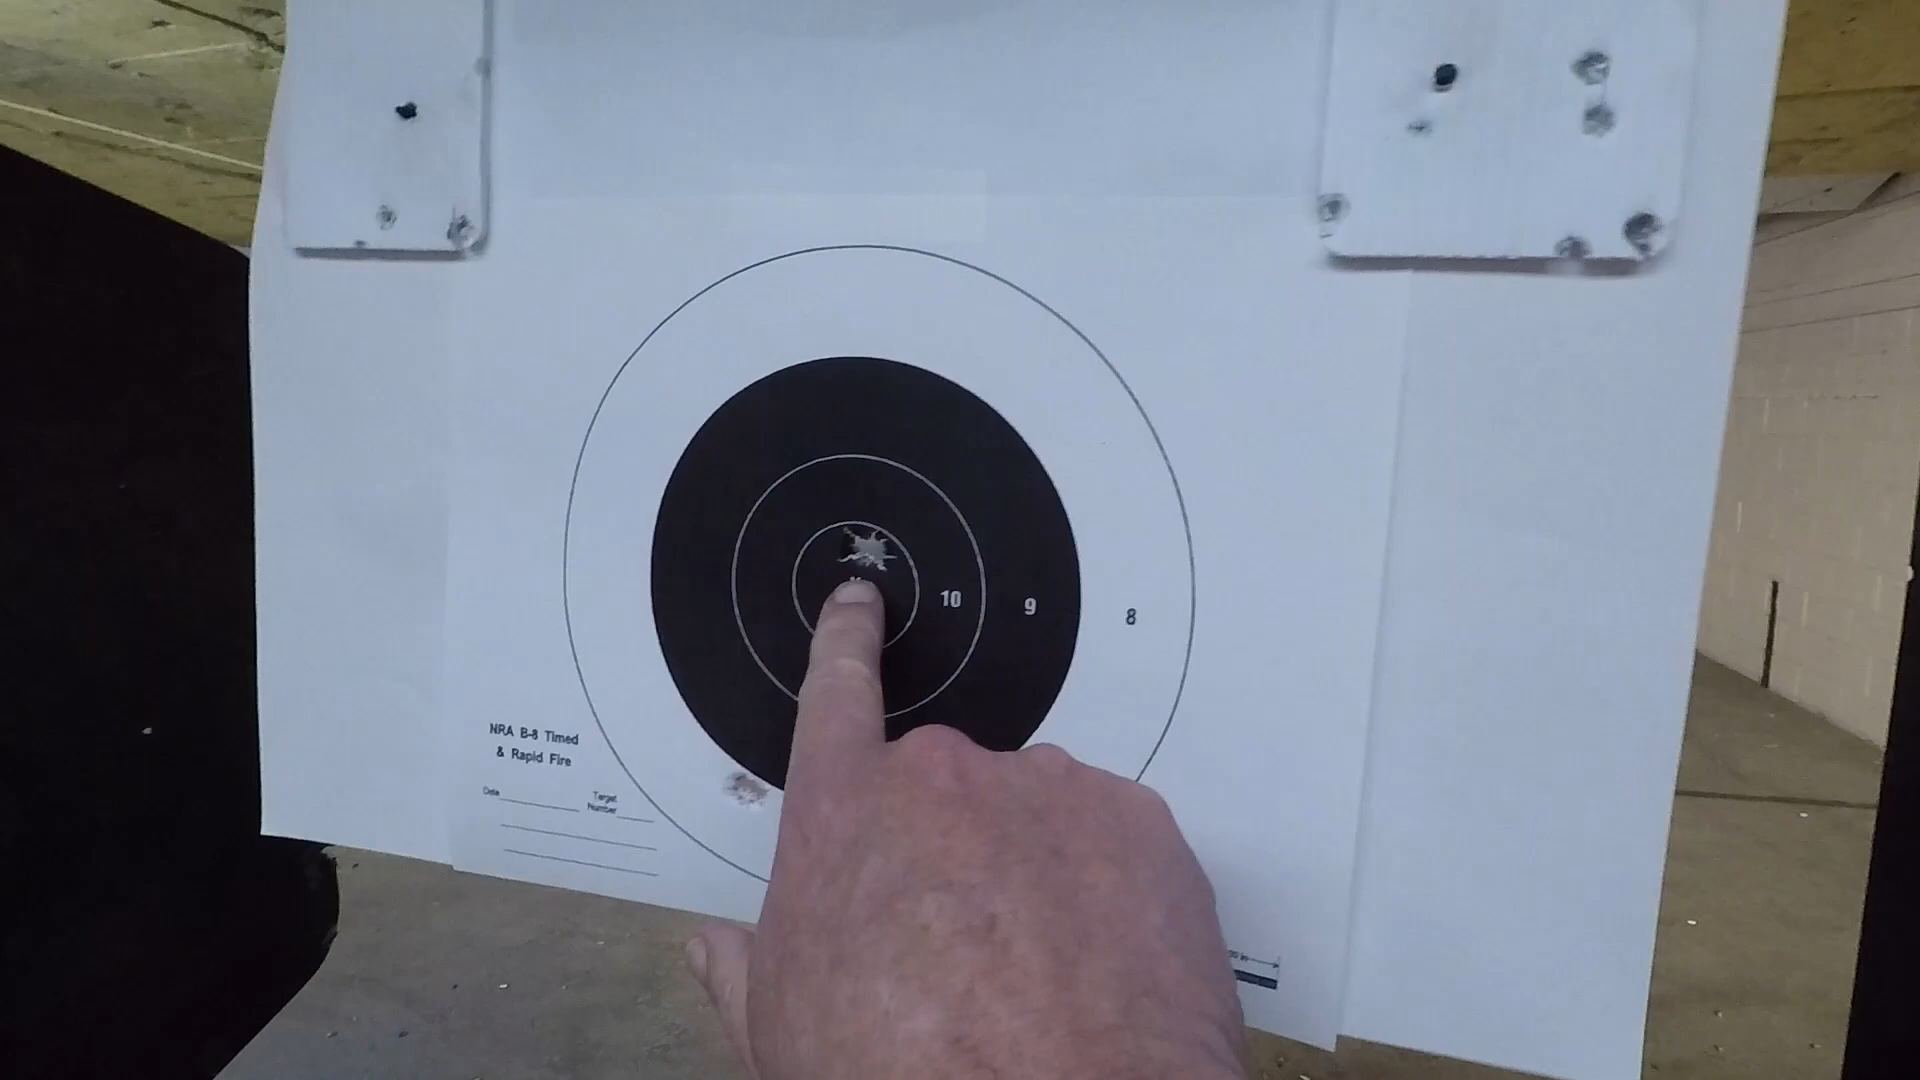 10 9 8
NRA B-8 Timed
& Rapid Fire
Date Target
Number